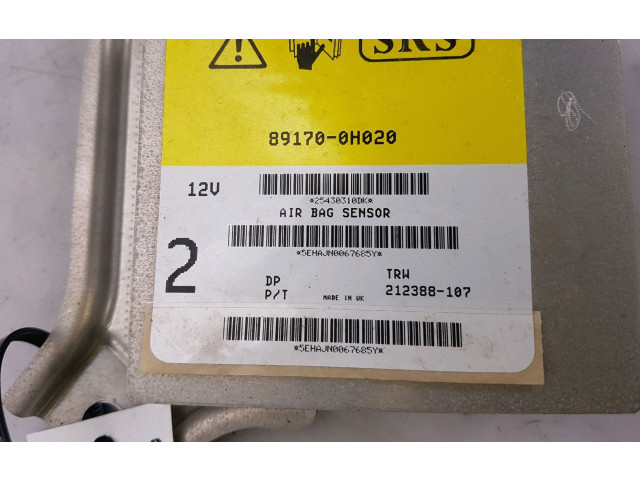 SRS
89170-0H020
12V
*25430310DK*
AIR BAG SENSOR
*5EHAJN0067685Y*
2
DP
TRW
P/T
MADE IN UK
212388-107
*5EHAJN0067685Y*